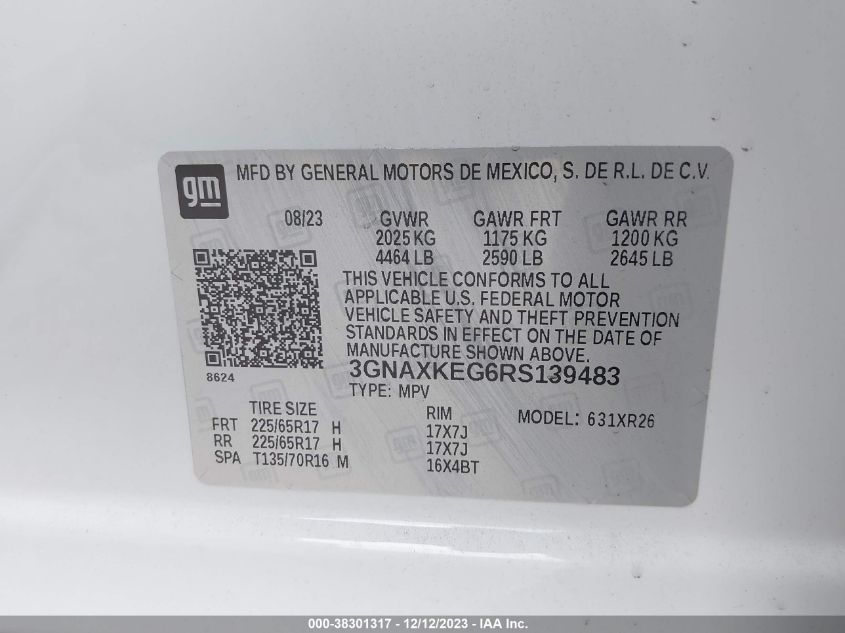 gm MFD BY GENERAL MOTORS DE MEXICO, S. DE R.L. DE C.V.
08/23 GVWR GAWR FRT GAWR RR
2025 KG 1175 KG 1200 KG
4464 LB 2590 LB 2645 LB
THIS VEHICLE CONFORMS TO ALL
APPLICABLE U.S. FEDERAL MOTOR
VEHICLE SAFETY AND THEFT PREVENTION
STANDARDS IN EFFECT ON THE DATE OF
MANUFACTURE SHOWN ABOVE.
3GNAXKEG6RS139483
8624
TYPE: MPV
TIRE SIZE RIM MODEL: 631XR26
FRT 225/65R17 H 17X7J
RR 225/65R17 H 17X7J
SPA T135/70R16 M 16X4BT
000-38301317 - 12/12/2023 - IAA Inc.